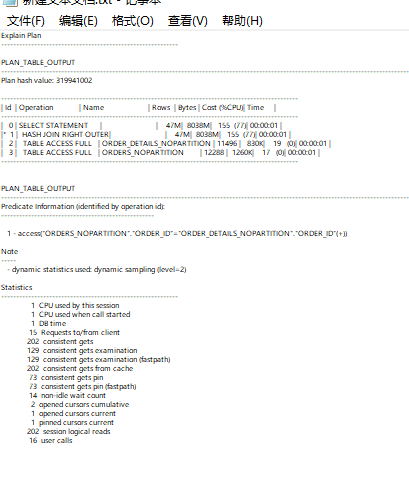 新建文本文档.txt - 记事本
文件(F) 编辑(E) 格式(O) 查看(V) 帮助(H)
Explain Plan
-----------------------------------------------------------
PLAN_TABLE_OUTPUT
-----------------------------------------------------------
Plan hash value: 319941002
-----------------------------------------------------------
| Id | Operation | Name | Rows | Bytes | Cost (%CPU)| Time |
-----------------------------------------------------------
| 0 | SELECT STATEMENT | | 47M| 8038M| 155 (77)| 00:00:01 |
|* 1 | HASH JOIN RIGHT OUTER| | 47M| 8038M| 155 (77)| 00:00:01 |
| 2 | TABLE ACCESS FULL | ORDER_DETAILS_NOPARTITION | 11496 | 830K| 19 (0)| 00:00:01 |
| 3 | TABLE ACCESS FULL | ORDERS_NOPARTITION | 12288 | 1260K| 17 (0)| 00:00:01 |
-----------------------------------------------------------
PLAN_TABLE_OUTPUT
-----------------------------------------------------------
Predicate Information (identified by operation id):
---------------------------------------------------
1 - access("ORDERS_NOPARTITION"."ORDER_ID"="ORDER_DETAILS_NOPARTITION"."ORDER_ID"(+))
Note
-----
- dynamic statistics used: dynamic sampling (level=2)
Statistics
-----------------------------------------------------------
1 CPU used by this session
1 CPU used when call started
1 DB time
15 Requests to/from client
202 consistent gets
129 consistent gets examination
129 consistent gets examination (fastpath)
202 consistent gets from cache
73 consistent gets pin
73 consistent gets pin (fastpath)
14 non-idle wait count
2 opened cursors cumulative
1 opened cursors current
1 pinned cursors current
202 session logical reads
16 user calls